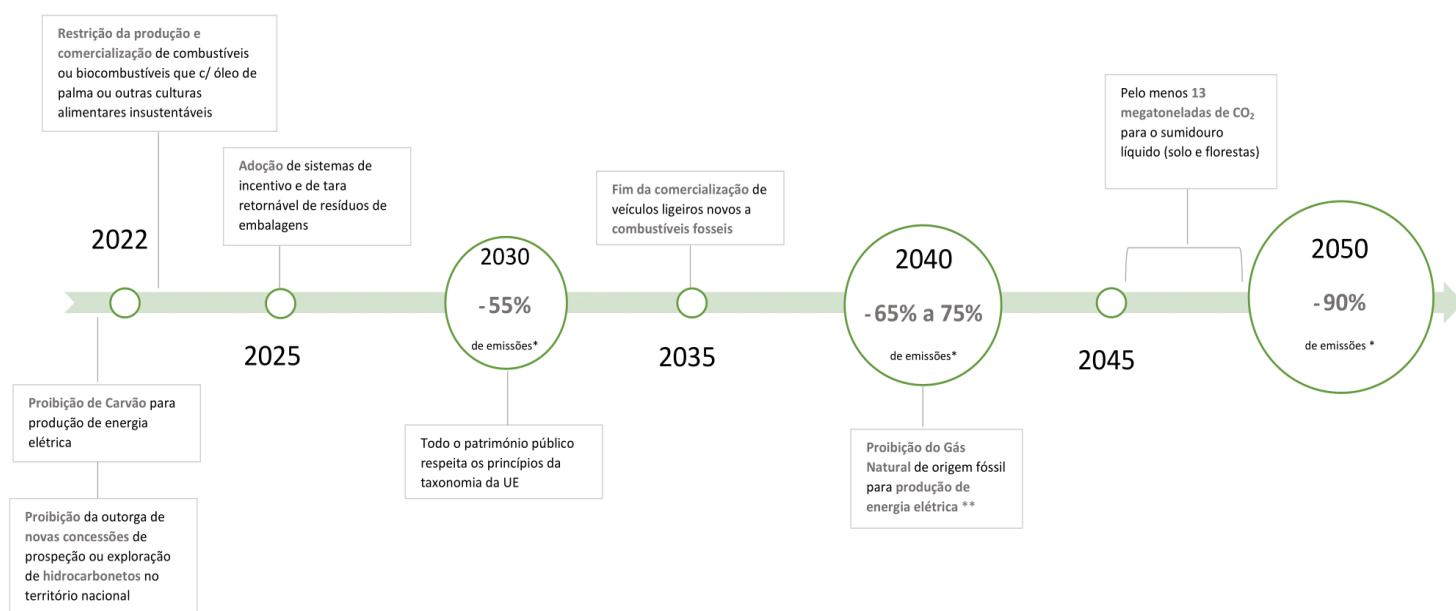 Restrição da produção e
comercialização de combustíveis
ou biocombustíveis que c/ óleo de
palma ou outras culturas
alimentares insustentáveis
2022
Proibição de Carvão para
produção de energia
elétrica
Proibição da outorga de
novas concessões de
prospeção ou exploração
de hidrocarbonetos no
território nacional
Adoção de sistemas de
incentivo e de tara
retornável de resíduos de
embalagens
2025
2030
-55%
de emissões*
Todo o património público
respeita os princípios da
taxonomia da UE
Fim da comercialização de
veículos ligeiros novos a
combustíveis fosseis
2035
2040
-65% a 75%
de emissões*
Proibição do Gás
Natural de origem fóssil
para produção de
energia elétrica **
2045
Pelo menos 13
megatoneladas de CO₂
para o sumidouro
líquido (solo e florestas)
2050
-90%
de emissões *